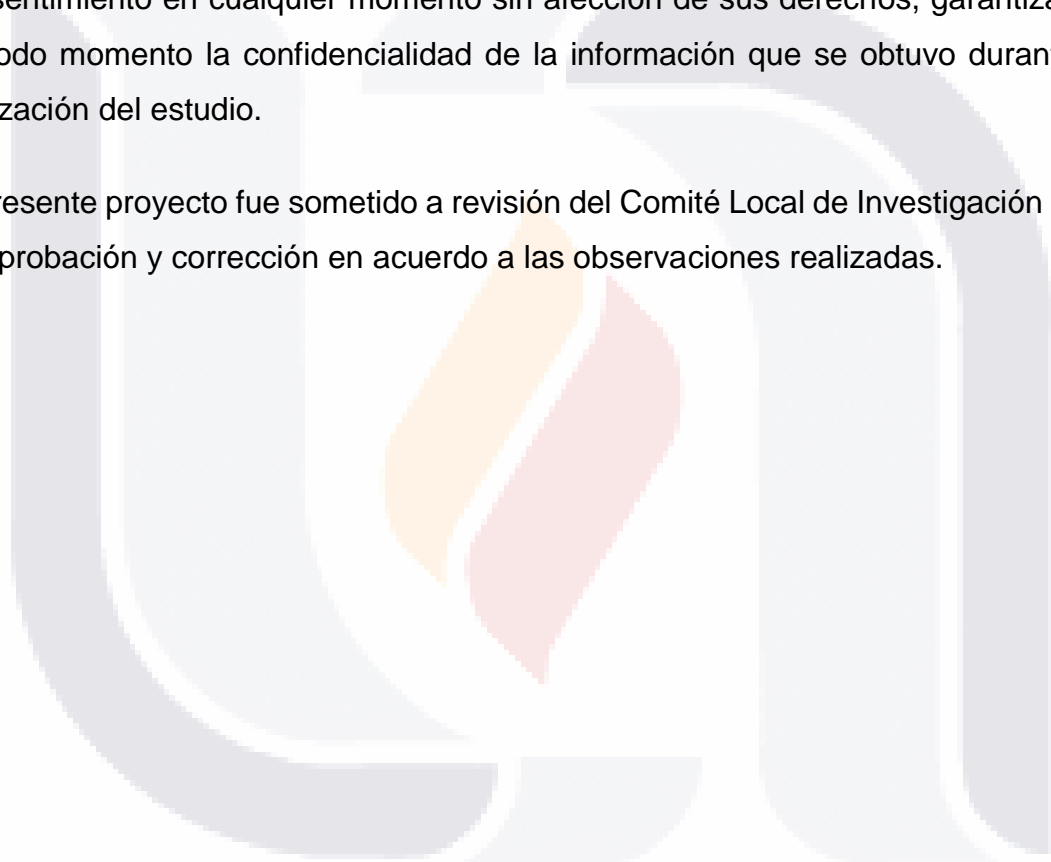 sentimiento en cualquier momento sin afección de sus derechos, garantiza
odo momento la confidencialidad de la información que se obtuvo duran
zación del estudio.
resente proyecto fue sometido a revisión del Comité Local de Investigación
probación y corrección en acuerdo a las observaciones realizadas.